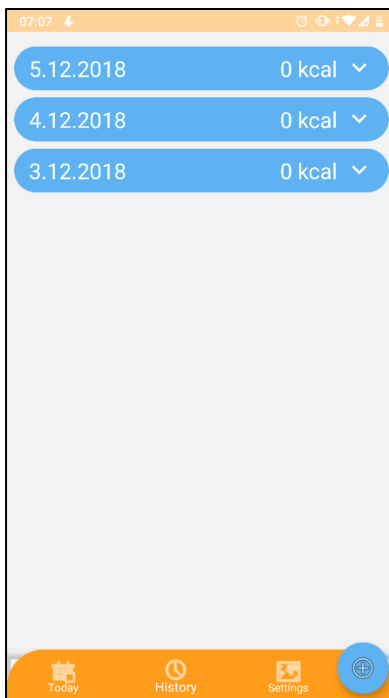 07:07
5.12.2018 0 kcal
4.12.2018 0 kcal
3.12.2018 0 kcal
Today History Settings